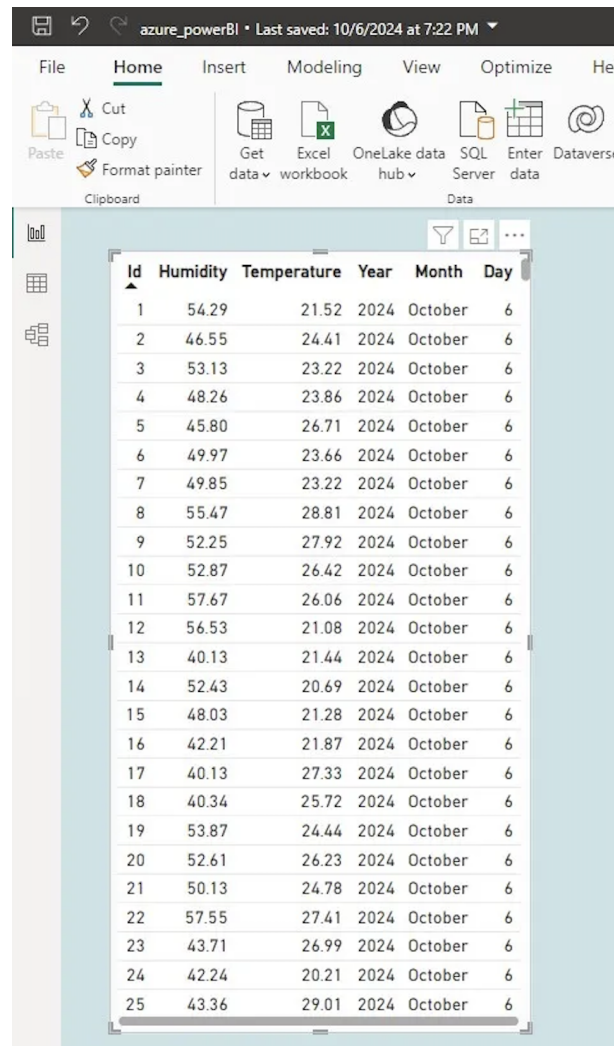 azure_powerBI • Last saved: 10/6/2024 at 7:22 PM
File Home Insert Modeling View Optimize He
Paste
Cut
Copy
Format painter
Clipboard
Get data
Excel workbook
OneLake data hub
SQL Server
Enter data
Dataverse
Data
Id Humidity Temperature Year Month Day
1 54.29 21.52 2024 October 6
2 46.55 24.41 2024 October 6
3 53.13 23.22 2024 October 6
4 48.26 23.86 2024 October 6
5 45.80 26.71 2024 October 6
6 49.97 23.66 2024 October 6
7 49.85 23.22 2024 October 6
8 55.47 28.81 2024 October 6
9 52.25 27.92 2024 October 6
10 52.87 26.42 2024 October 6
11 57.67 26.06 2024 October 6
12 56.53 21.08 2024 October 6
13 40.13 21.44 2024 October 6
14 52.43 20.69 2024 October 6
15 48.03 21.28 2024 October 6
16 42.21 21.87 2024 October 6
17 40.13 27.33 2024 October 6
18 40.34 25.72 2024 October 6
19 53.87 24.44 2024 October 6
20 52.61 26.23 2024 October 6
21 50.13 24.78 2024 October 6
22 57.55 27.41 2024 October 6
23 43.71 26.99 2024 October 6
24 42.24 20.21 2024 October 6
25 43.36 29.01 2024 October 6